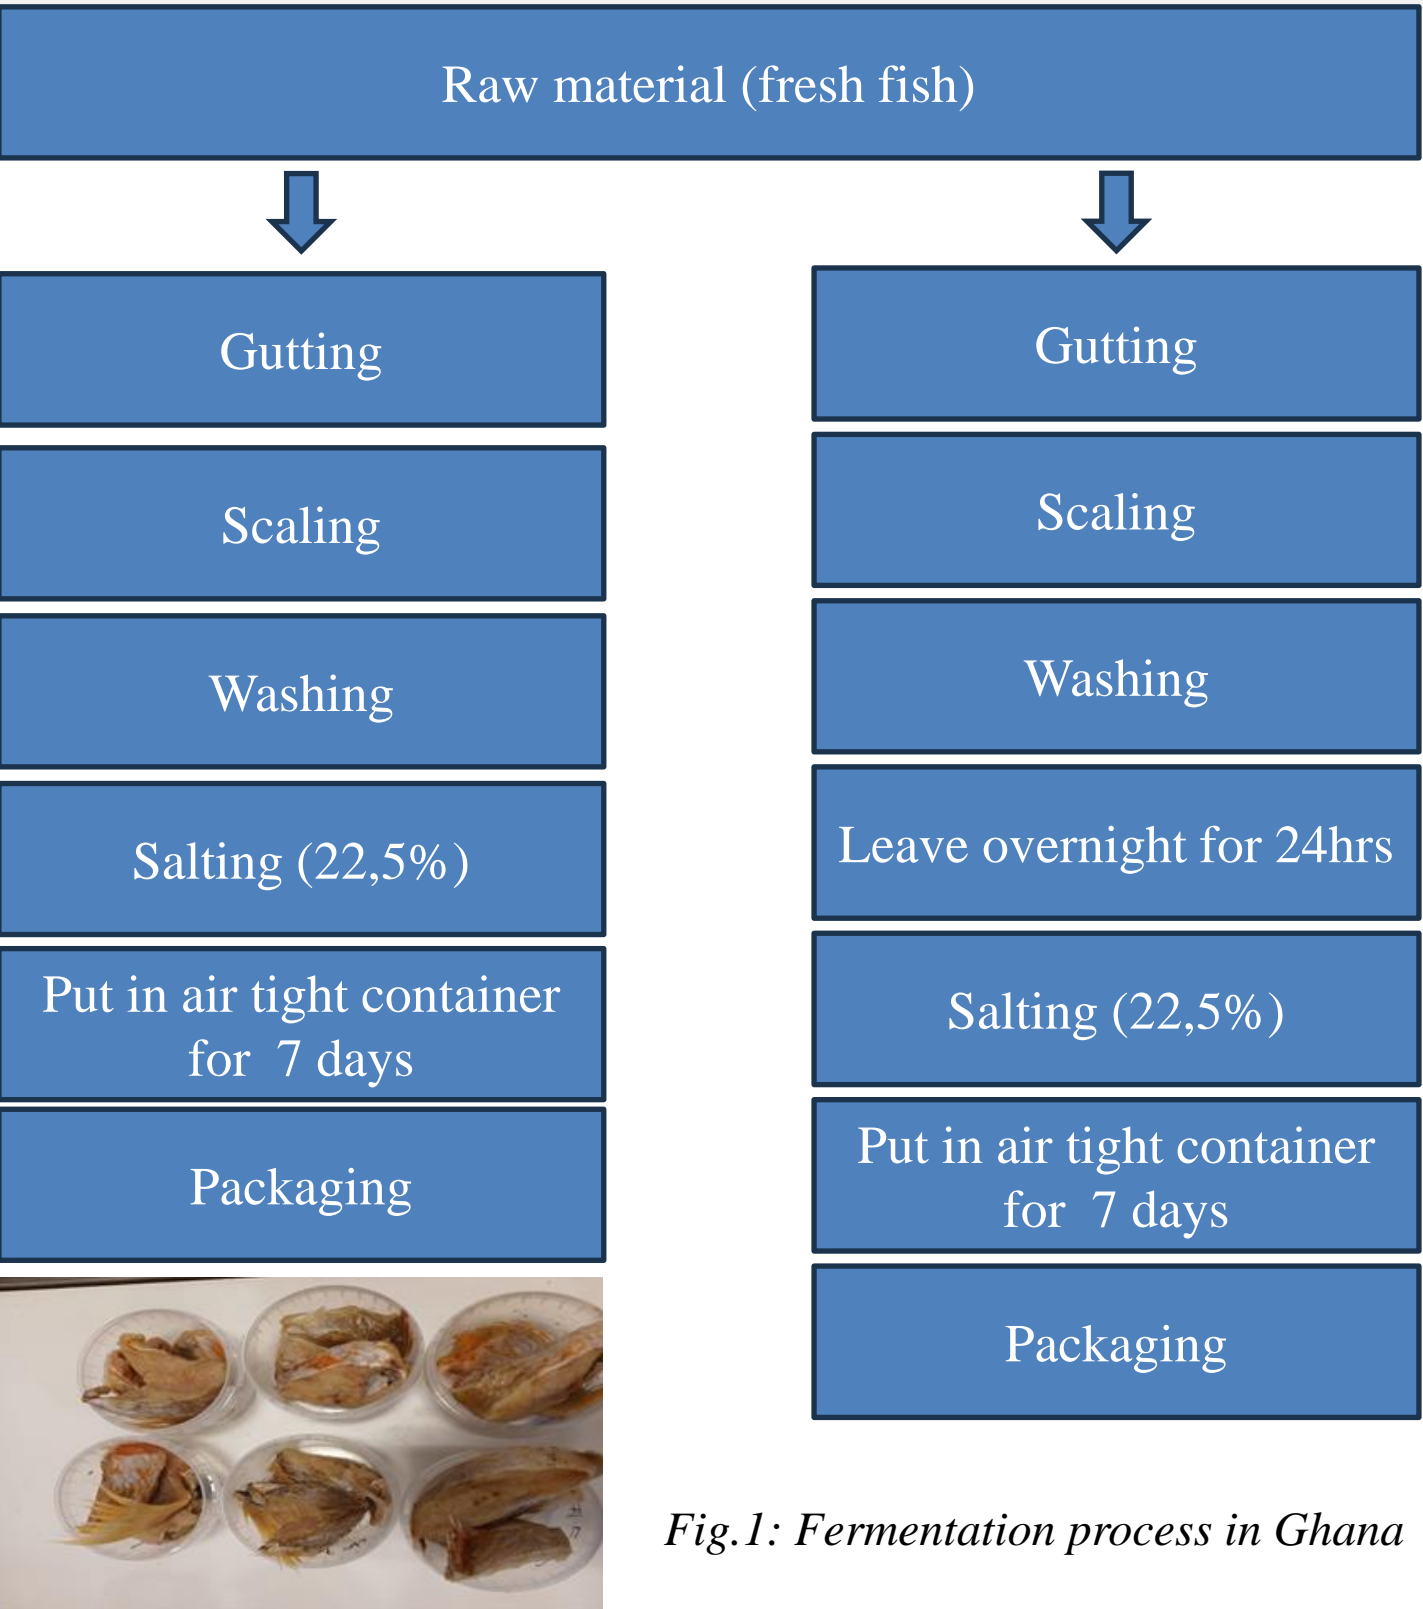 Raw material (fresh fish)
Gutting
Scaling
Washing
Salting (22,5%)
Put in air tight container
for 7 days
Packaging
Gutting
Scaling
Washing
Leave overnight for 24hrs
Salting (22,5%)
Put in air tight container
for 7 days
Packaging
Fig.1: Fermentation process in Ghana